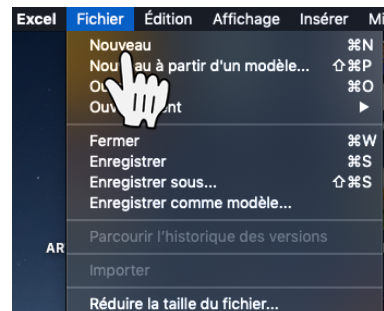 Excel Fichier Édition Affichage Insérer
Nouveau ⌘N
à partir d'un modèle... ⇧⌘P
⌘O
▶
Fermer ⌘W
Enregistrer ⌘S
Enregistrer sous... ⇧⌘S
Enregistrer comme modèle...
Parcourir l'historique des versions
AR
Importer
Réduire la taille du fichier...